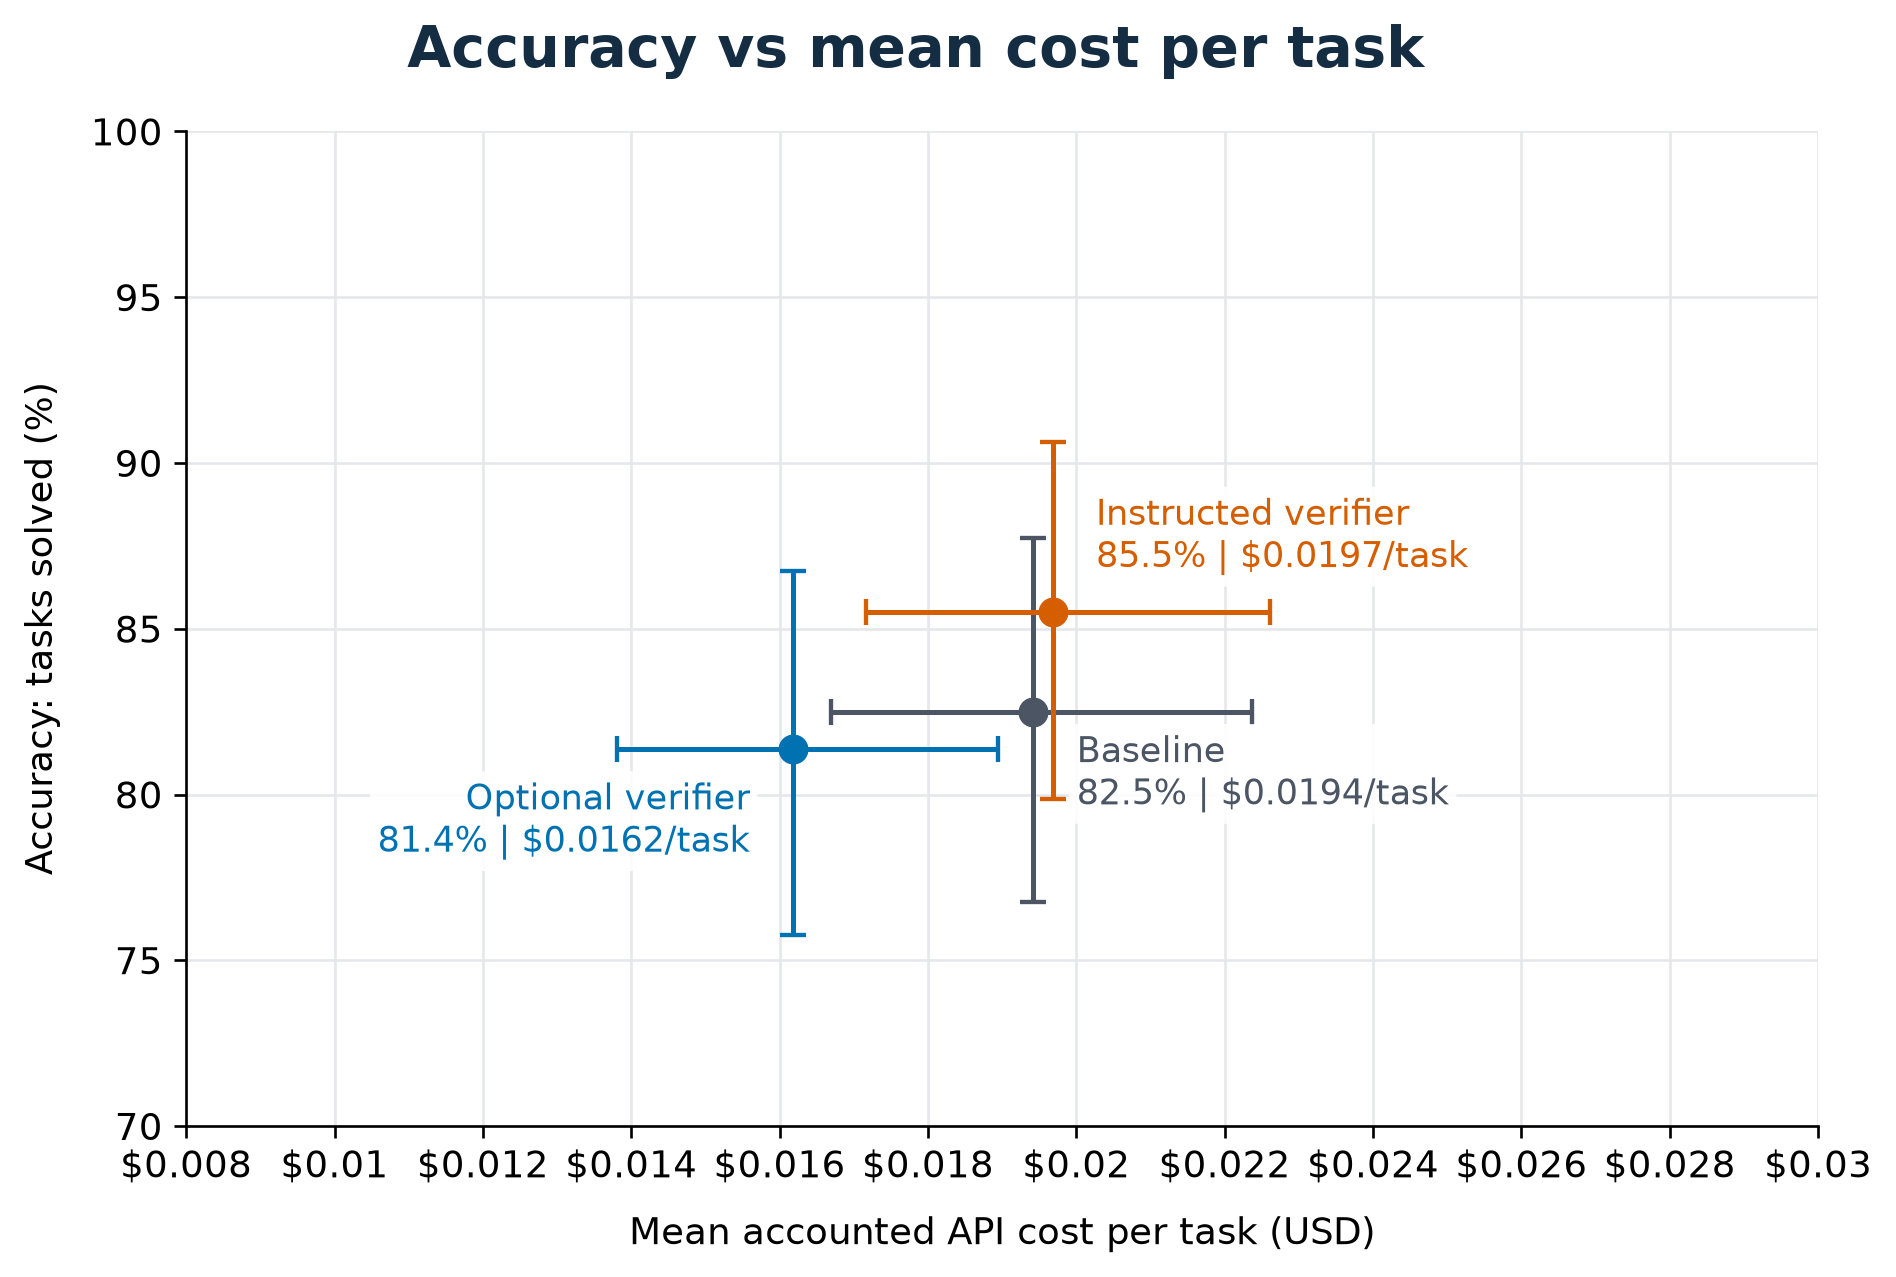 Accuracy vs mean cost per task
Accuracy: tasks solved (%)
100
95
90
85
80
75
70
Instructed verifier
85.5% | $0.0197/task
Baseline
82.5% | $0.0194/task
Optional verifier
81.4% | $0.0162/task
$0.008 $0.01 $0.012 $0.014 $0.016 $0.018 $0.02 $0.022 $0.024 $0.026 $0.028 $0.03
Mean accounted API cost per task (USD)